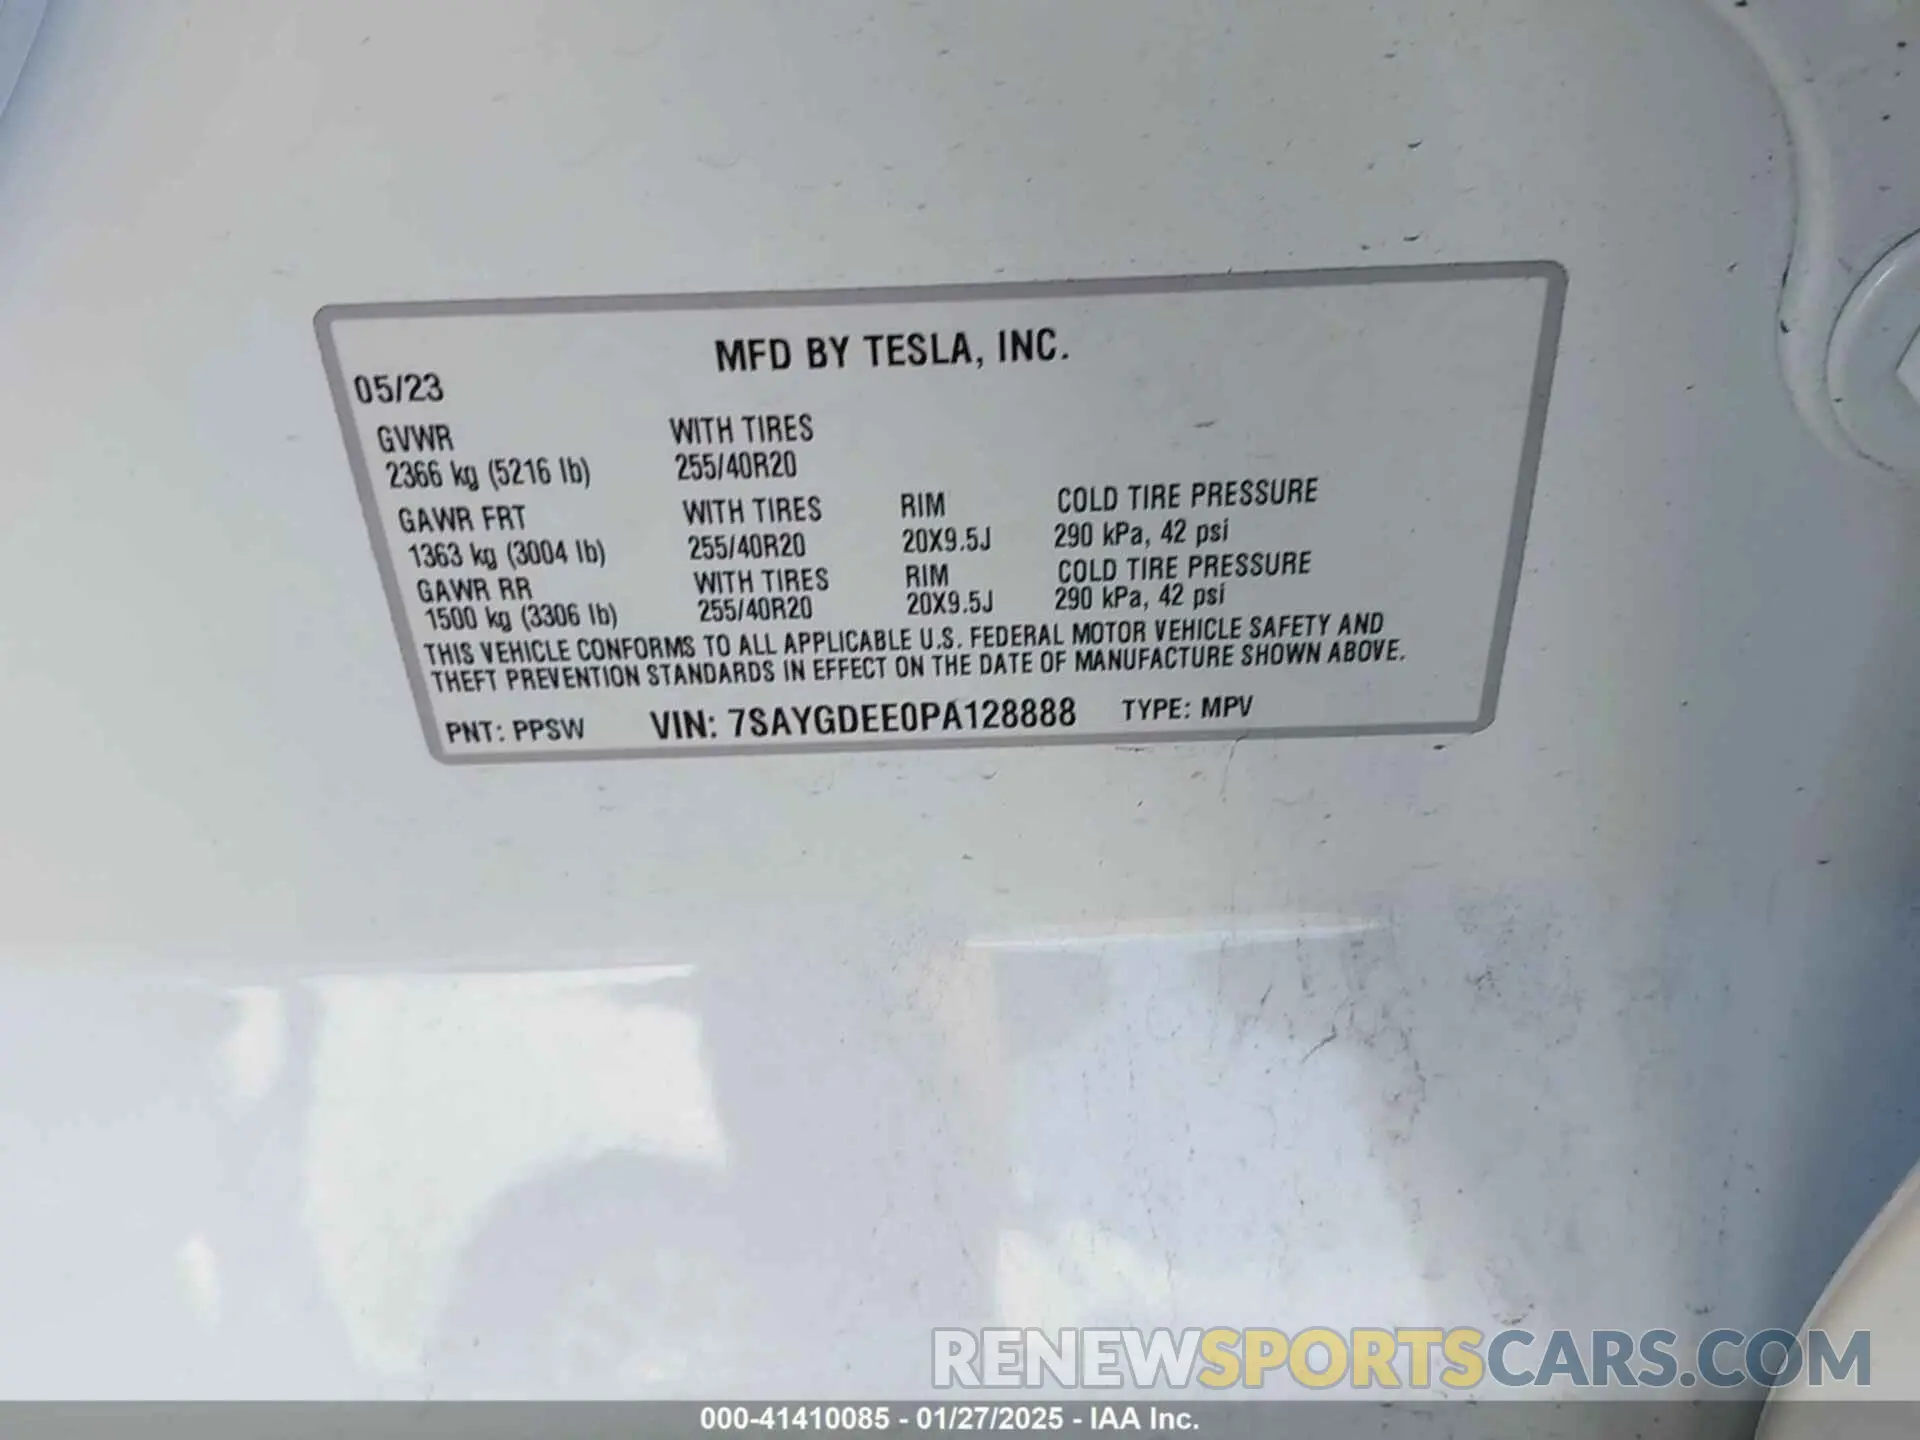 MFD BY TESLA, INC.
05/23
GVWR WITH TIRES
2366 kg (5216 lb) 255/40R20
GAWR FRT WITH TIRES RIM COLD TIRE PRESSURE
1363 kg (3004 lb) 255/40R20 20X9.5J 290 kPa, 42 psi
GAWR RR WITH TIRES RIM COLD TIRE PRESSURE
1500 kg (3306 lb) 255/40R20 20X9.5J 290 kPa, 42 psi
THIS VEHICLE CONFORMS TO ALL APPLICABLE U.S. FEDERAL MOTOR VEHICLE SAFETY AND
THEFT PREVENTION STANDARDS IN EFFECT ON THE DATE OF MANUFACTURE SHOWN ABOVE.
PNT: PPSW VIN: 7SAYGDEE0PA128888 TYPE: MPV
RENEWSPORTSCARS.COM
000-41410085 - 01/27/2025 - IAA Inc.